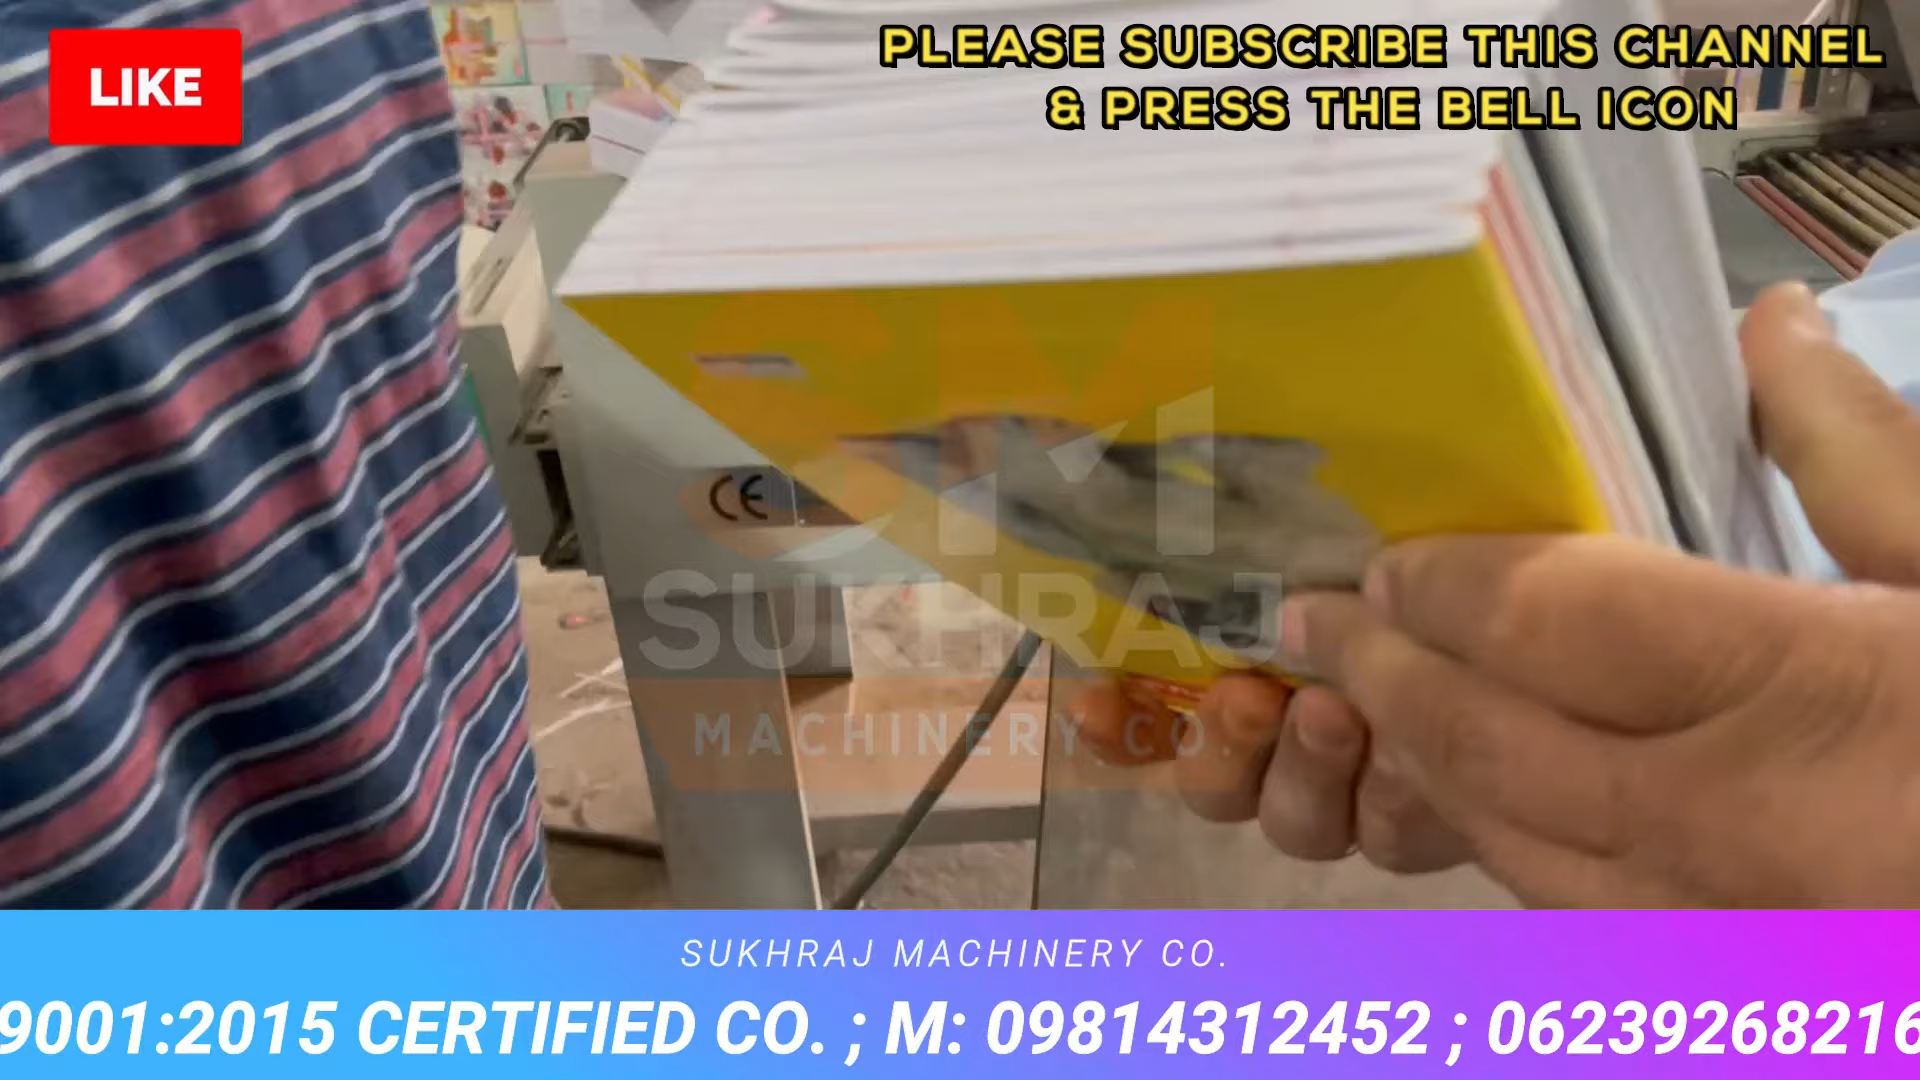 LIKE
PLEASE SUBSCRIBE THIS CHANNEL
& PRESS THE BELL ICON
CE
SM
SUKHRAJ
MACHINERY CO.
SUKHRAJ MACHINERY CO.
9001:2015 CERTIFIED CO. ; M: 09814312452 ; 06239268216